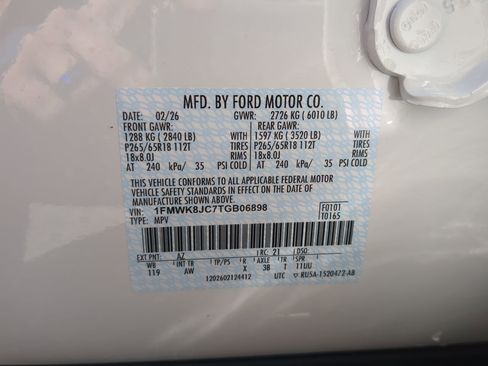 MFD. BY FORD MOTOR CO.
DATE: 02/26 GVWR: 2726 KG ( 6010 LB)
FRONT GAWR: REAR GAWR:
1288 KG ( 2840 LB) 1597 KG ( 3520 LB)
P265/65R18 112T TIRES P265/65R18 112T TIRES
18x8.0J RIMS 18x8.0J RIMS
AT 240 kPa/ 35 PSI COLD AT 240 kPa/ 35 PSI COLD
THIS VEHICLE CONFORMS TO ALL APPLICABLE FEDERAL MOTOR
VEHICLE SAFETY STANDARDS IN EFFECT ON THE DATE OF
MANUFACTURE SHOWN ABOVE.
VIN: 1FMWK8JC7TGB06898 F0101
TYPE: MPV T0165
EXT PNT: AZ RC: 21 DSO:
WB INT TR TP/PS R AXLE TR SPR
119 AW X 3B T 11UU
1202602124412 UTC ▽ RU5A-1520472-AB